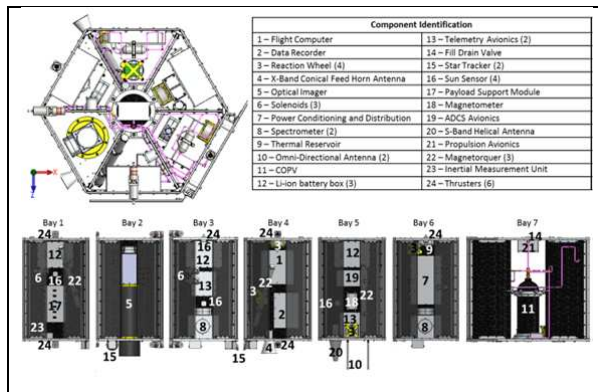 Component Identification
1 – Flight Computer
13 – Telemetry Avionics (2)
2 – Data Recorder
14 – Fill Drain Valve
3 – Reaction Wheel (4)
15 – Star Tracker (2)
4 – X-Band Conical Feed Horn Antenna
16 – Sun Sensor (4)
5 – Optical Imager
17 – Payload Support Module
6 – Solenoids (3)
18 – Magnetometer
7 – Power Conditioning and Distribution
19 – ADCS Avionics
8 – Spectrometer (2)
20 – S-Band Helical Antenna
9 – Thermal Reservoir
21 – Propulsion Avionics
10 – Omni-Directional Antenna (2)
22 – Magnetorquer (3)
11 – COPV
23 – Inertial Measurement Unit
12 – Li-ion battery box (3)
24 – Thrusters (6)
X
Z
Bay 1 Bay 2 Bay 3 Bay 4 Bay 5 Bay 6 Bay 7
24 24 24 24 14
12 16 3 12 3 9 21
12 1
6 16 6 13 22 19 7
22 5 16 3 16 18 22 11
17 2 13
23 8 3 8
24 15 15 4 24 20 10